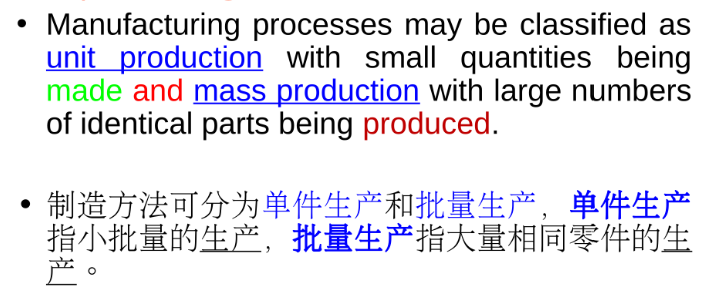 • Manufacturing processes may be classified as
unit production with small quantities being
made and mass production with large numbers
of identical parts being produced.
• 制造方法可分为单件生产和批量生产，单件生产
指小批量的生产，批量生产指大量相同零件的生
产。